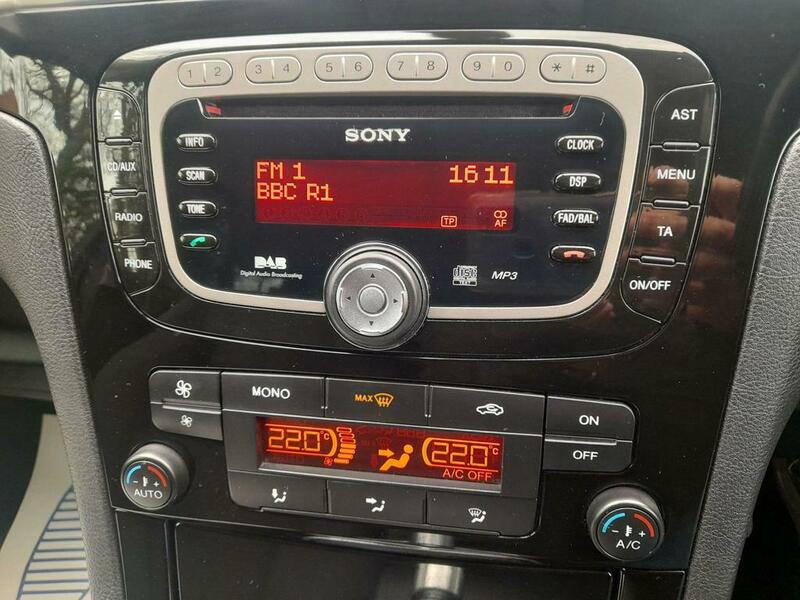 1 2 3 4 5 6 7 8 9 0 * #
SONY
INFO
SCAN
TONE
CD/AUX
RADIO
PHONE
FM 1 16 11
BBC R1
TP AF
CLOCK
DSP
FAD/BAL
AST
MENU
TA
ON/OFF
DAB
Digital Audio Broadcasting
TEXT
MP3
MONO
MAX
ON
OFF
22.0°C 22.0°C
A/C OFF
- +
AUTO
- +
A/C